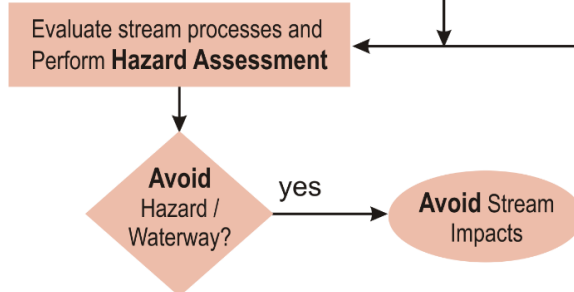 Evaluate stream processes and
Perform Hazard Assessment
Avoid
Hazard /
Waterway?
yes
Avoid Stream
Impacts